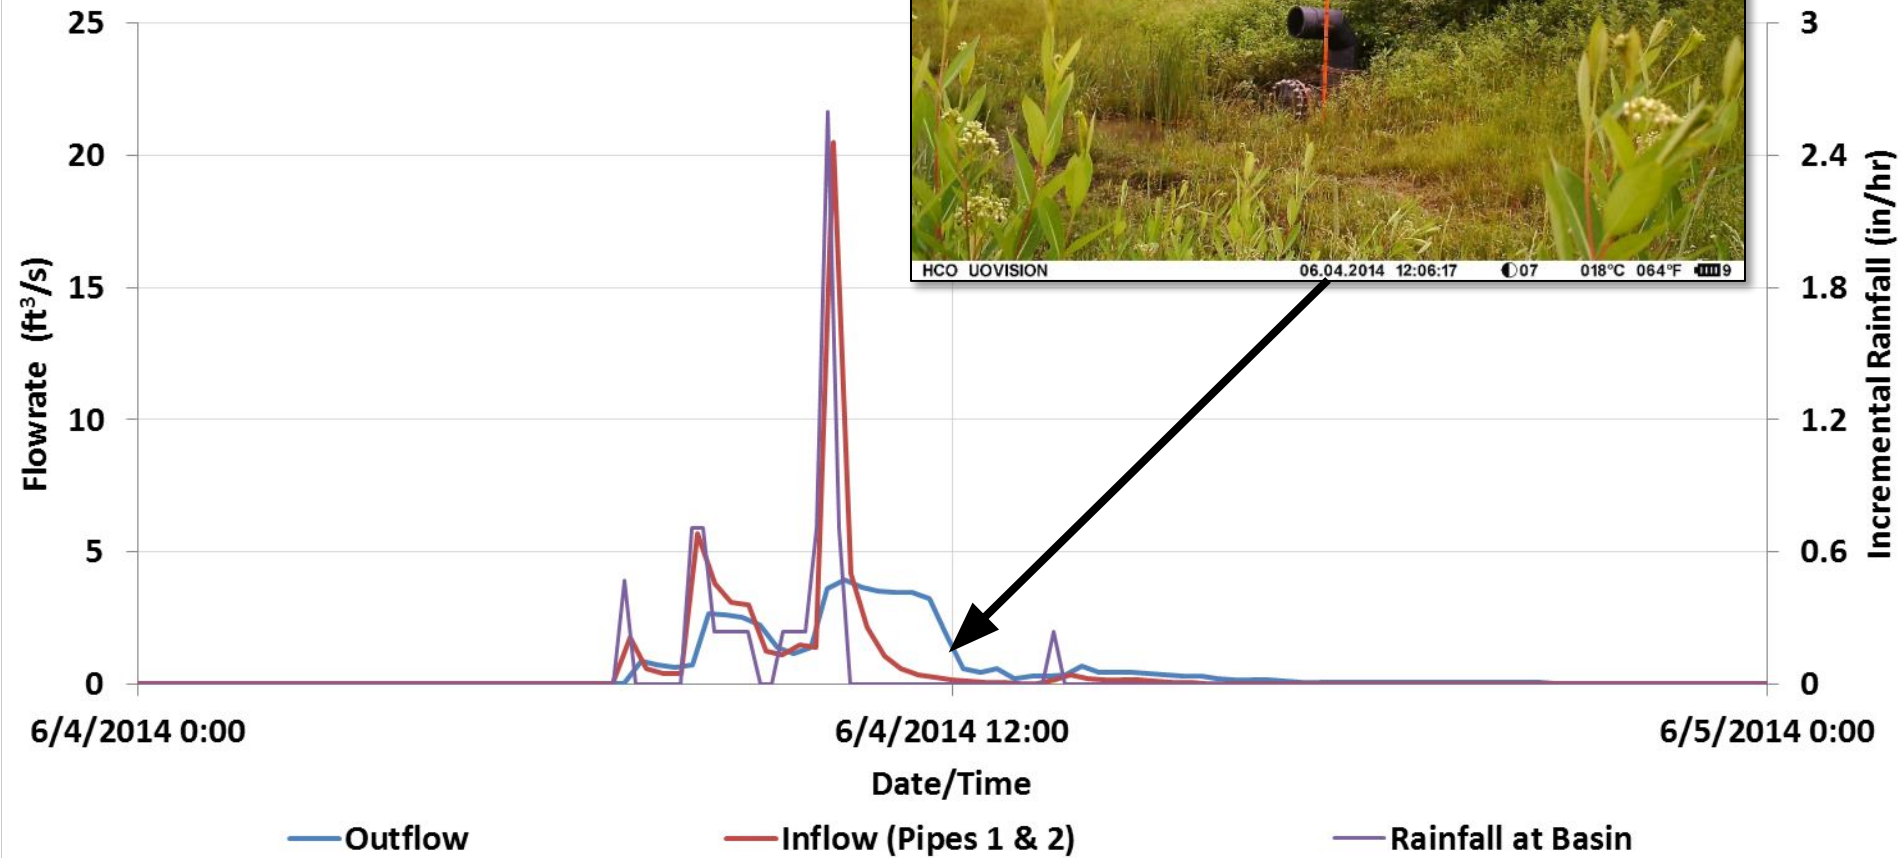 25
20
15
10
5
0
Flowrate (ft³/s)
HCO UOVISION 06.04.2014 12:06:17 07 018°C 064°F 9
3
2.4
1.8
1.2
0.6
0
Incremental Rainfall (in/hr)
6/4/2014 0:00 6/4/2014 12:00 6/5/2014 0:00
Date/Time
Outflow Inflow (Pipes 1 & 2) Rainfall at Basin